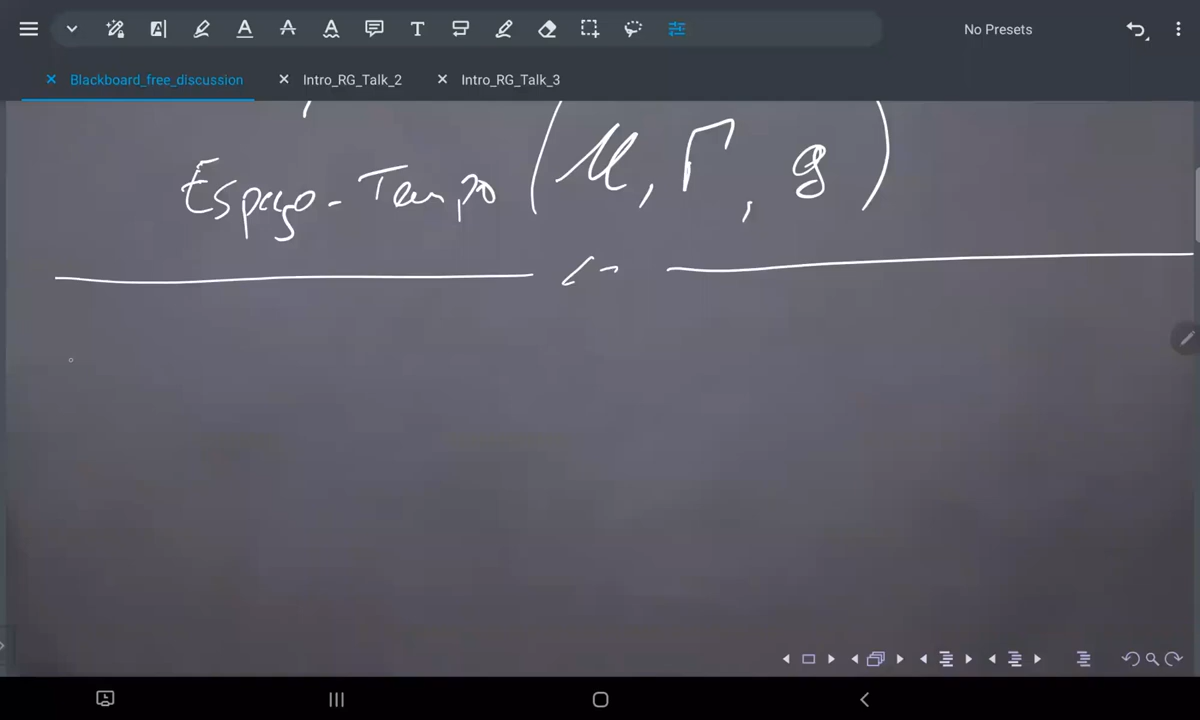 No Presets
Blackboard_free_discussion Intro_RG_Talk_2 Intro_RG_Talk_3
Espaço-Tempo (M, Γ, g)